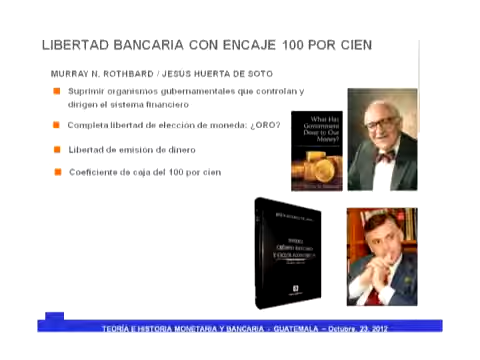 LIBERTAD BANCARIA CON ENCAJE 100 POR CIEN
MURRAY N. ROTHBARD / JESÚS HUERTA DE SOTO
Suprimir organismos gubernamentales que controlan y
dirigen el sistema financiero
Completa libertad de elección de moneda: ¿ORO?
Libertad de emisión de dinero
Coeficiente de caja del 100 por cien
What Has
Government
Done to Our
Money?
DINERO,
CRÉDITO BANCARIO
Y CICLOS ECONÓMICOS
TEORÍA E HISTORIA MONETARIA Y BANCARIA - GUATEMALA – Octubre, 23, 2012